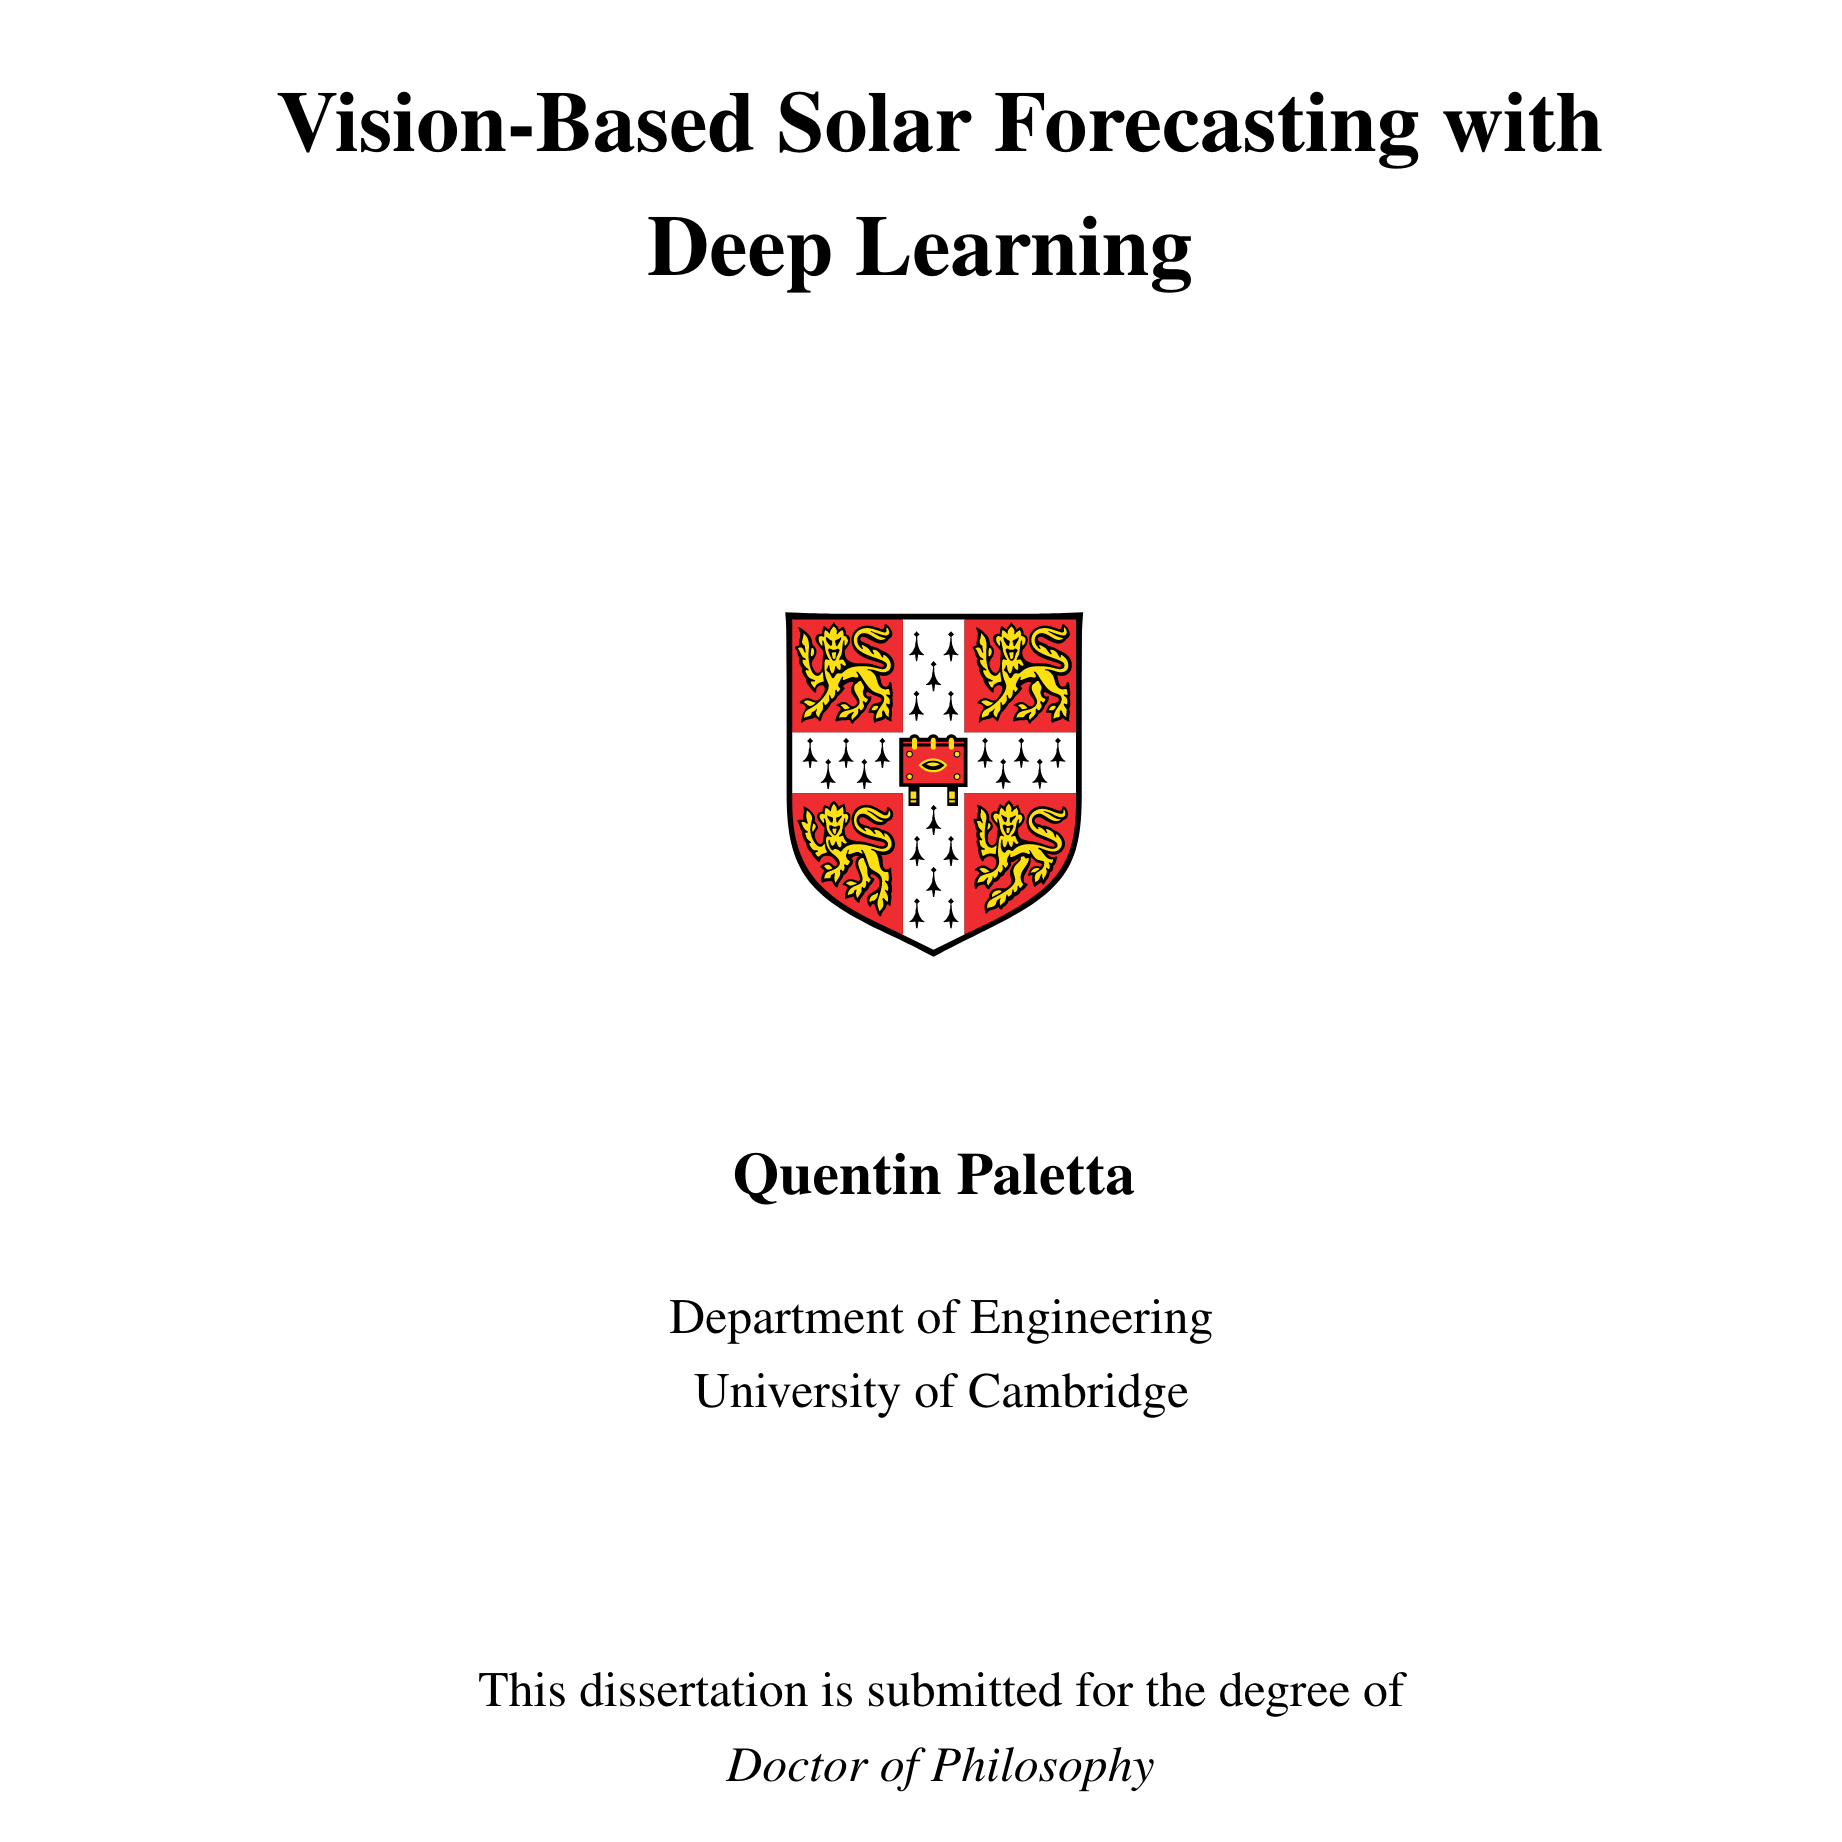 Vision-Based Solar Forecasting with
Deep Learning
Quentin Paletta
Department of Engineering
University of Cambridge
This dissertation is submitted for the degree of
Doctor of Philosophy